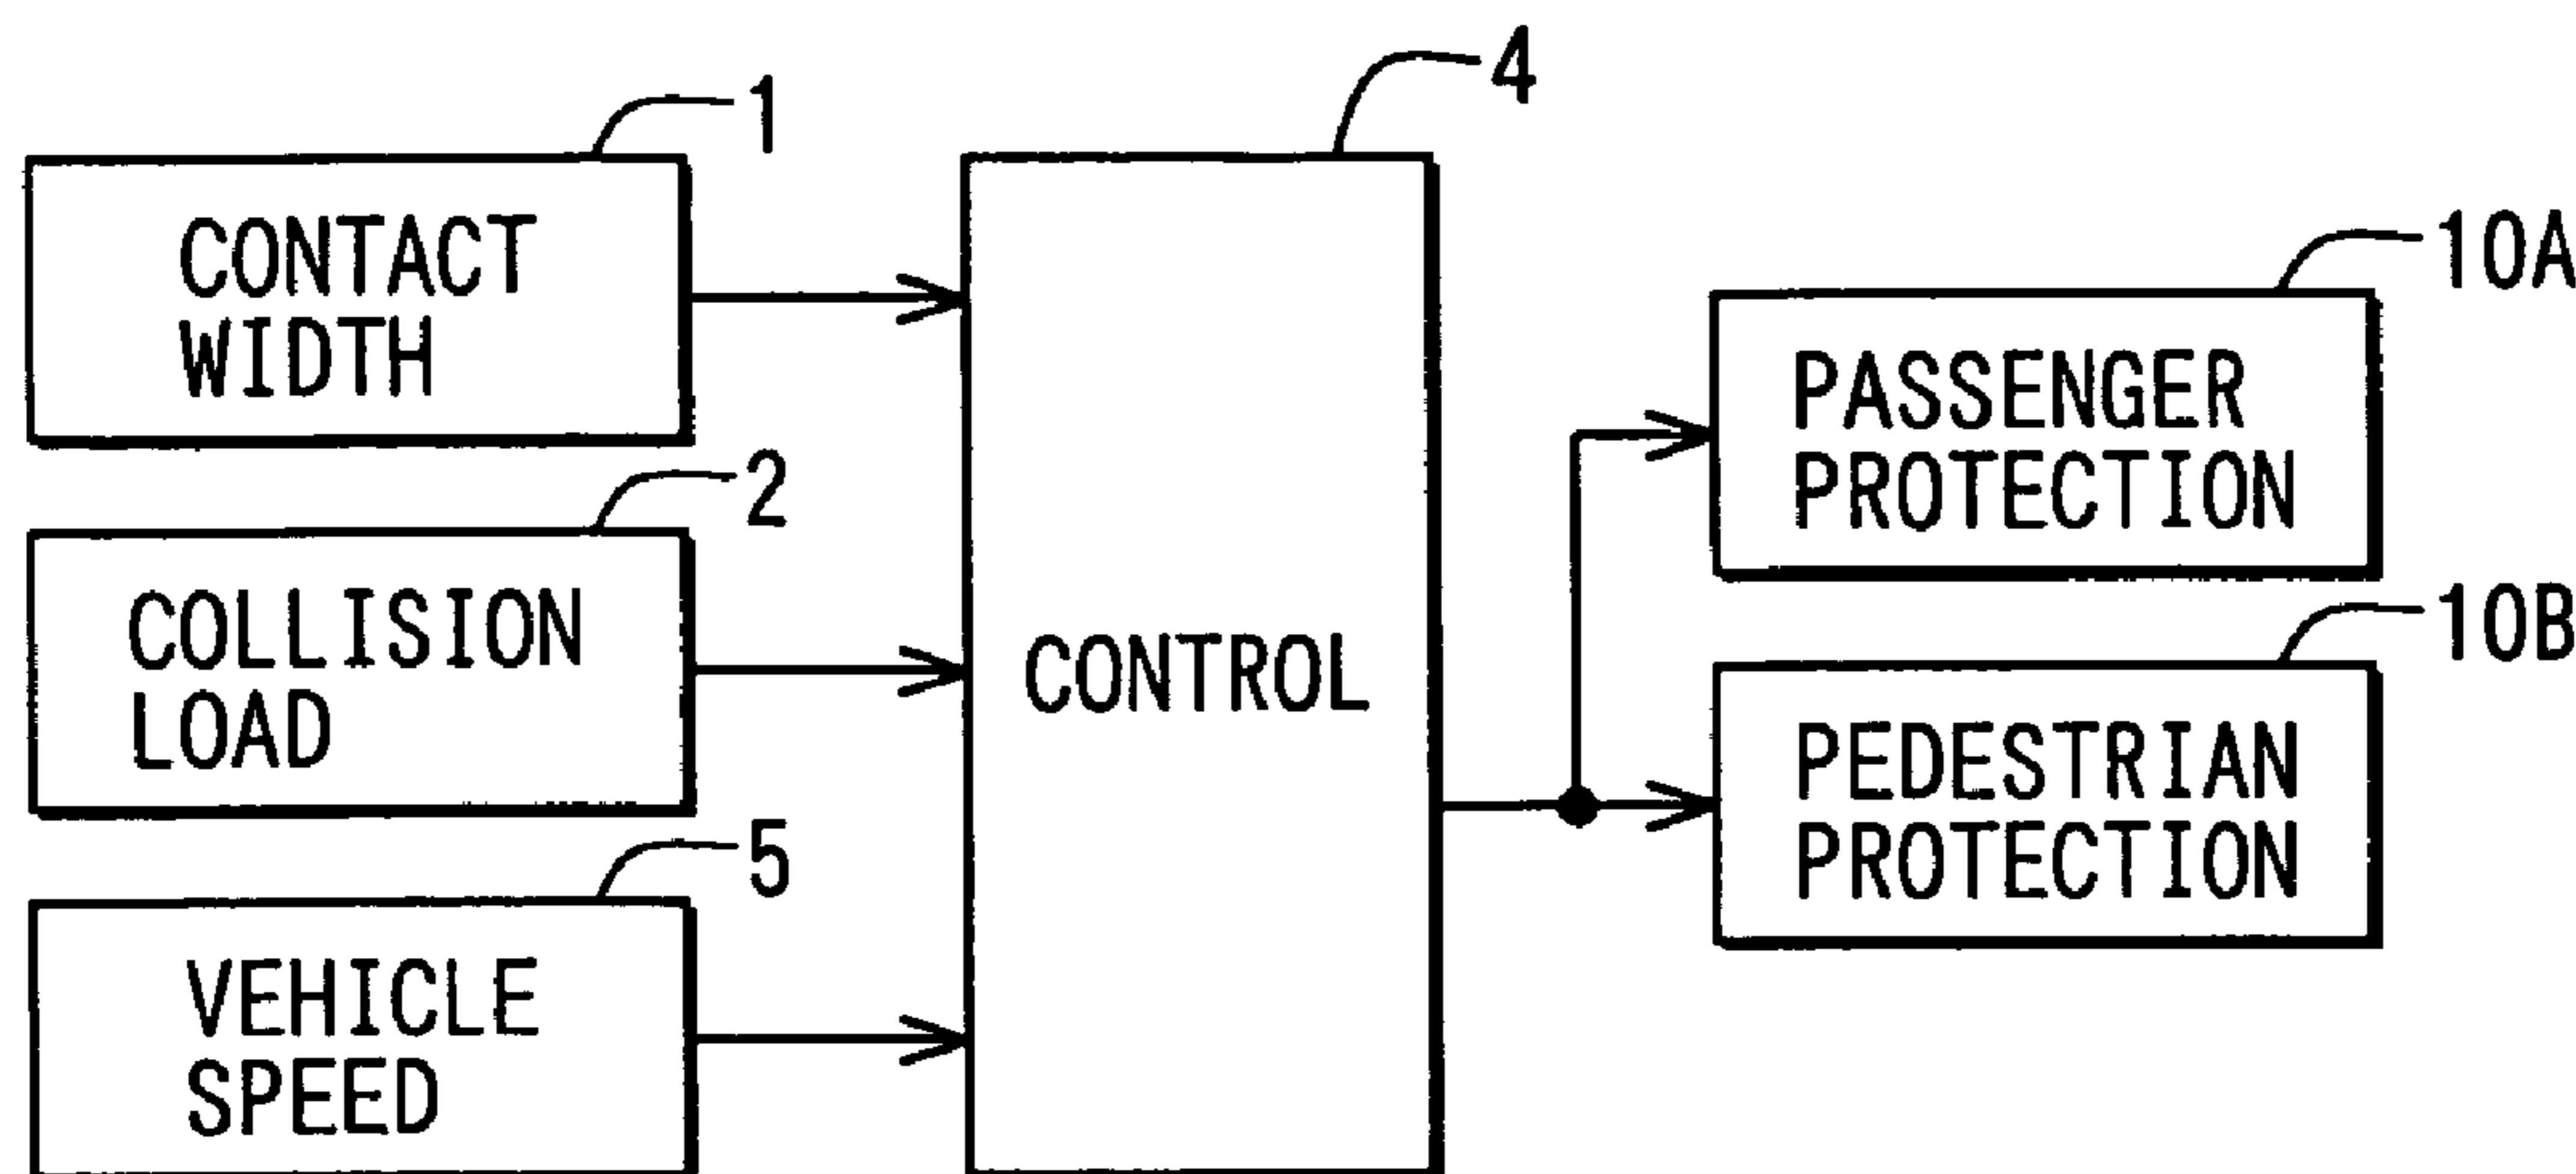 1
CONTACT
WIDTH
2
COLLISION
LOAD
5
VEHICLE
SPEED
4
CONTROL
10A
PASSENGER
PROTECTION
10B
PEDESTRIAN
PROTECTION